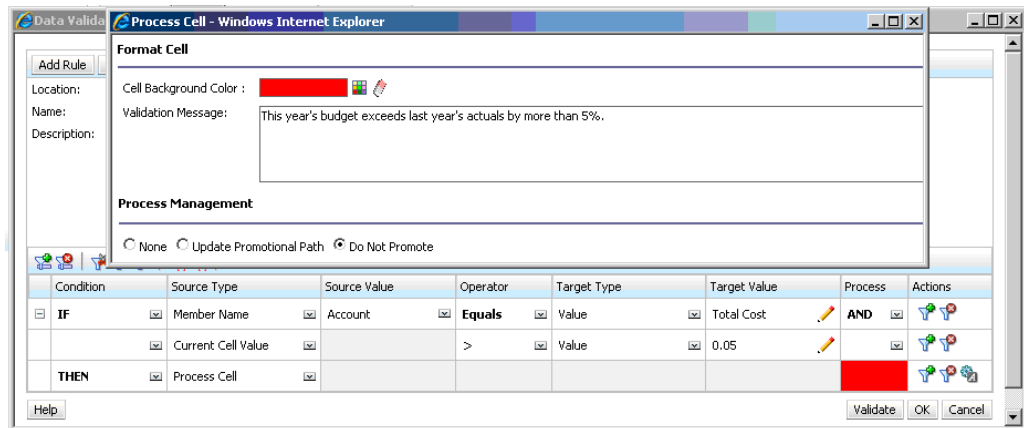 Data Valida
Process Cell - Windows Internet Explorer
Format Cell
Add Rule
Location:
Cell Background Color :
Name:
Validation Message:
This year's budget exceeds last year's actuals by more than 5%.
Description:
Process Management
None Update Promotional Path Do Not Promote
Condition Source Type Source Value Operator Target Type Target Value Process Actions
IF Member Name Account Equals Value Total Cost AND
Current Cell Value > Value 0.05
THEN Process Cell
Help Validate OK Cancel